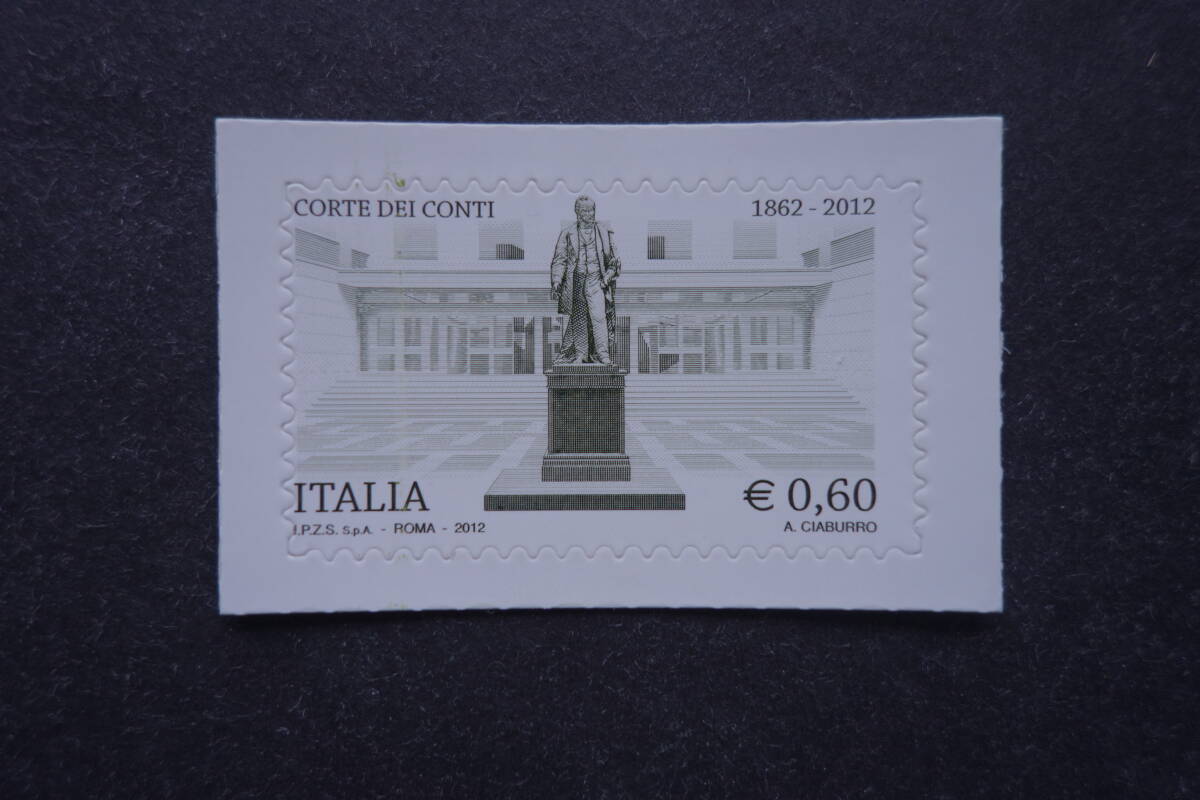 CORTE DEI CONTI
1862 - 2012
ITALIA
€ 0,60
I.P.Z.S. S.p.A. - ROMA - 2012
A. CIABURRO